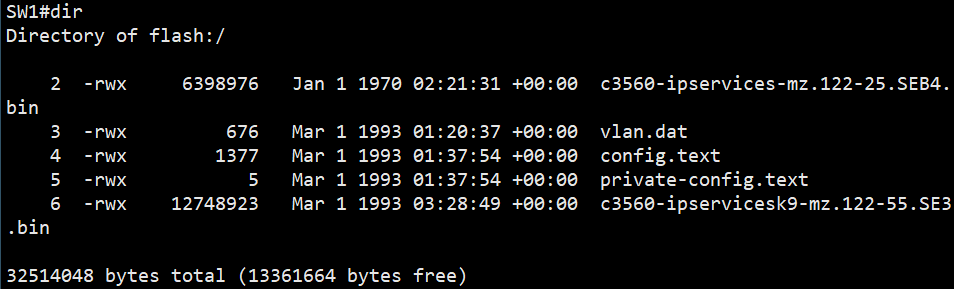 SW1#dir
Directory of flash:/
2 -rwx 6398976 Jan 1 1970 02:21:31 +00:00 c3560-ipservices-mz.122-25.SEB4.
bin
3 -rwx 676 Mar 1 1993 01:20:37 +00:00 vlan.dat
4 -rwx 1377 Mar 1 1993 01:37:54 +00:00 config.text
5 -rwx 5 Mar 1 1993 01:37:54 +00:00 private-config.text
6 -rwx 12748923 Mar 1 1993 03:28:49 +00:00 c3560-ipservicesk9-mz.122-55.SE3
.bin
32514048 bytes total (13361664 bytes free)